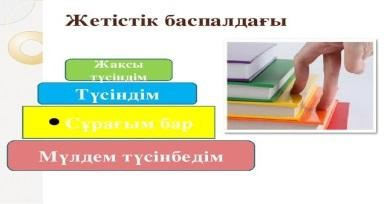 Жетістік баспалдағы
Жақсы
түсіндім
Түсіндім
• Сұрағым бар
Мүлдем түсінбедім